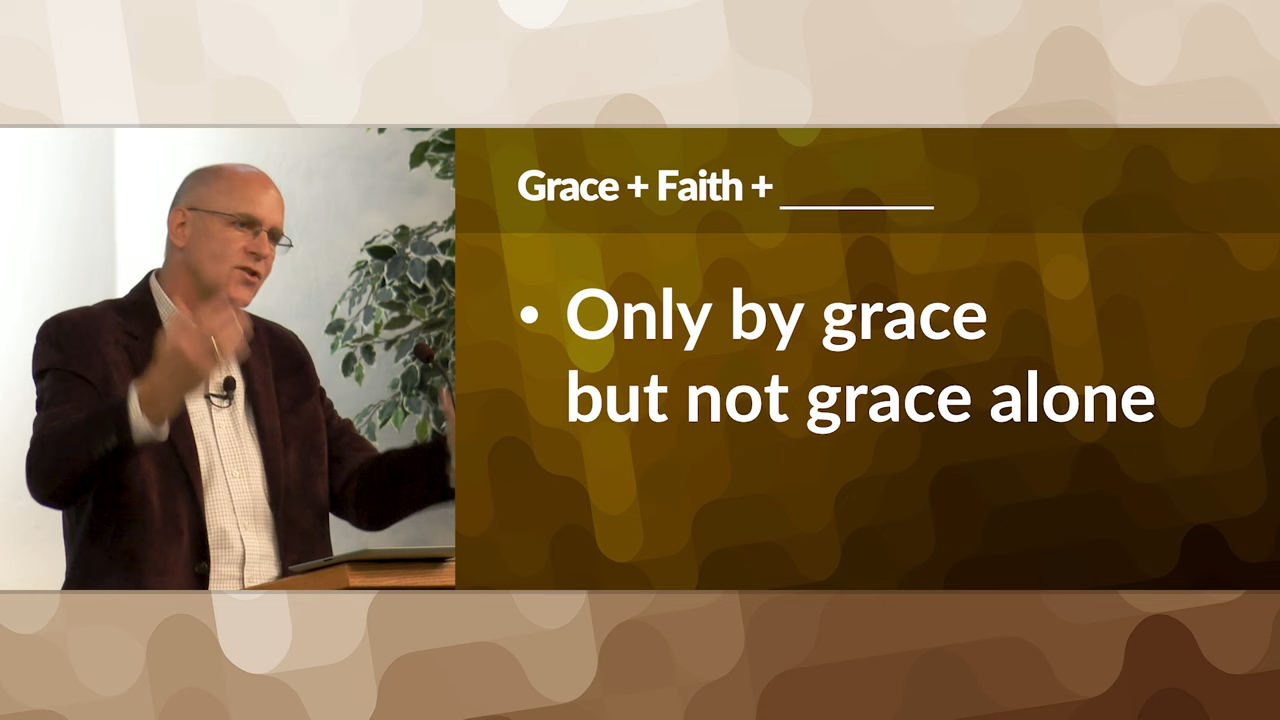 Grace + Faith + ________
• Only by grace
but not grace alone